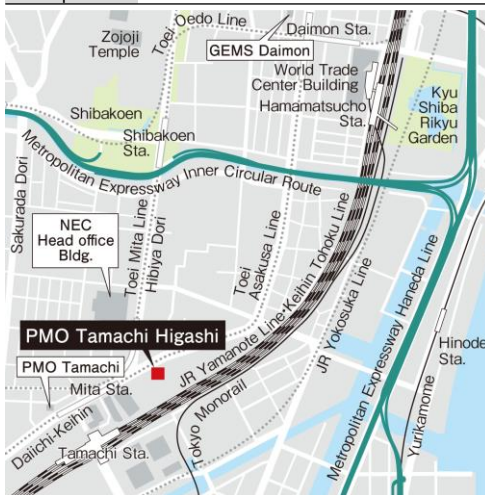 Zojoji
Temple
Toei Oedo Line
Daimon Sta.
GEMS Daimon
World Trade
Center Building
Hamamatsucho
Sta.
Kyu
Shiba
Rikyu
Garden
Shibakoen
Shibakoen
Sta.
Metropolitan Expressway Inner Circular Route
Sakurada Dori
NEC
Head office
Bldg.
Toei Mita Line
Hibiya Dori
Toei
Asakusa Line
JR Yamanote Line·Keihin Tohoku Line
JR Yokosuka Line
Metropolitan Expressway Haneda Line
Hinode
Sta.
Yurikamome
PMO Tamachi Higashi
PMO Tamachi
Mita Sta.
Daiichi-Keihin
Tamachi Sta.
Tokyo
Monorail